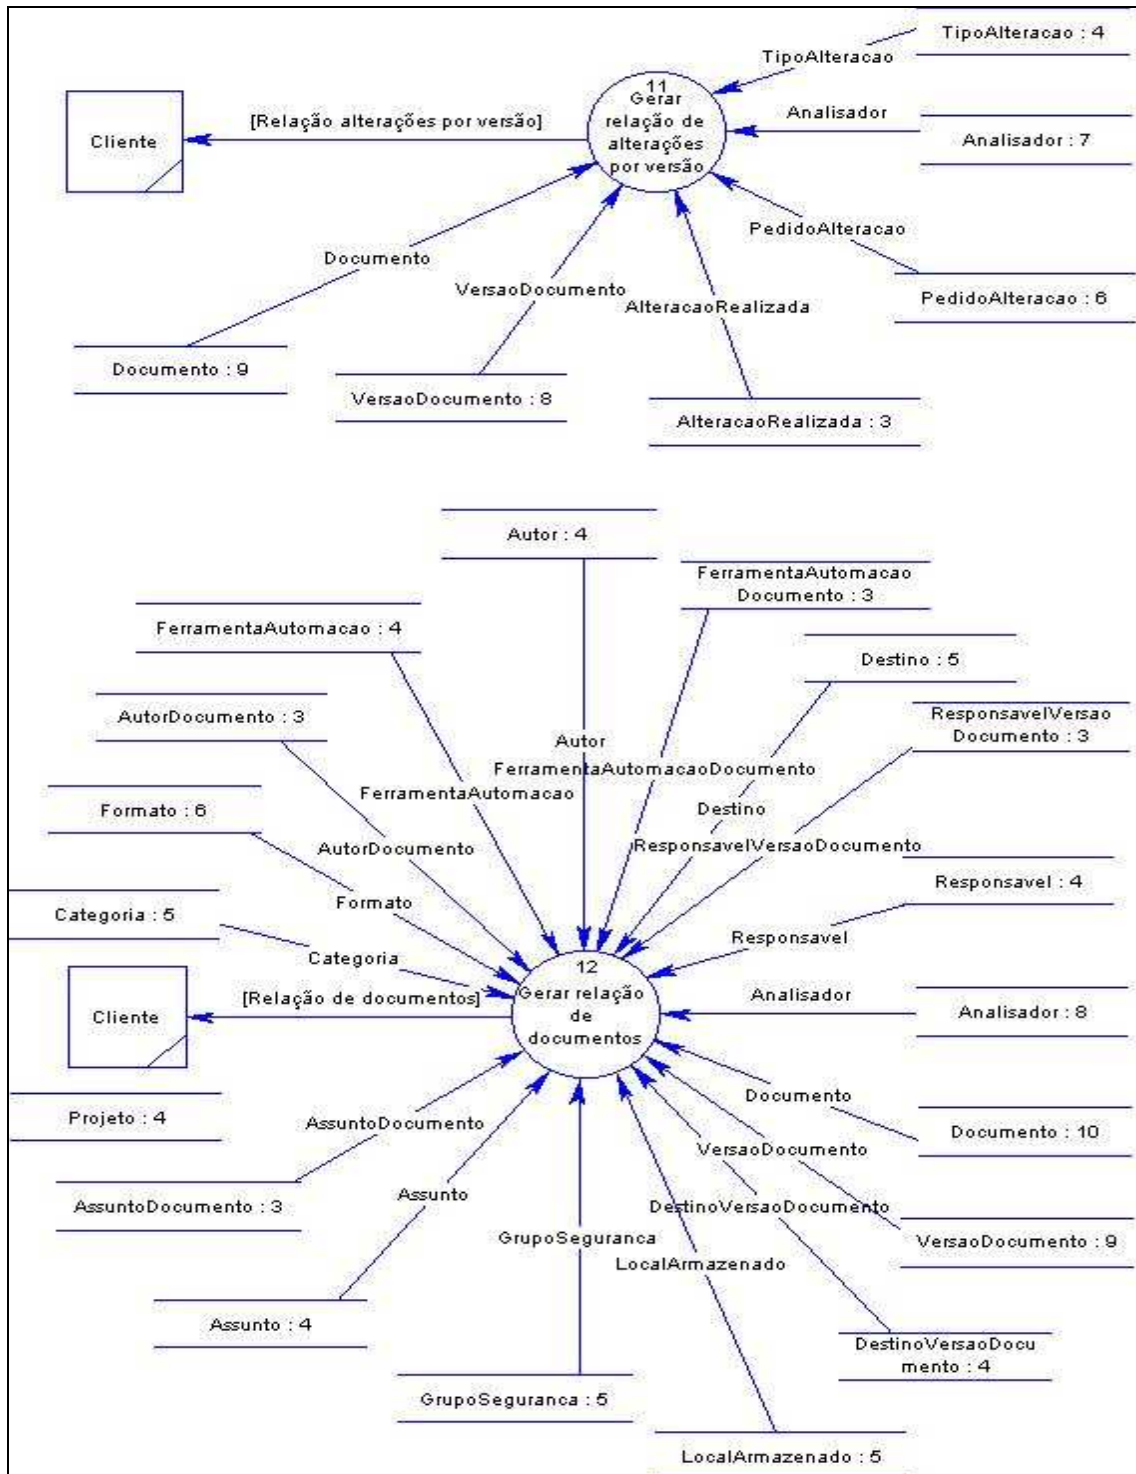 TipoAlteracao : 4
TipoAlteracao
11
Gerar
relação de
alterações
por versão
[Relação alterações por versão]
Analisador
Cliente
Analisador : 7
PedidoAlteracao
Documento
VersaoDocumento
AlteracaoRealizada
PedidoAlteracao : 6
Documento : 9
VersaoDocumento : 8
AlteracaoRealizada : 3
Autor : 4
FerramentaAutomacao
Documento : 3
FerramentaAutomacao : 4
Destino : 5
AutorDocumento : 3
ResponsavelVersao
Documento : 3
Autor
FerramentaAutomacaoDocumento
FerramentaAutomacao
Destino
Formato : 6
AutorDocumento
ResponsavelVersaoDocumento
Responsavel : 4
Formato
Categoria : 5
Responsavel
Categoria
12
Gerar relação
de
documentos
[Relação de documentos]
Analisador
Cliente
Analisador : 8
Documento
Projeto : 4
AssuntoDocumento
Documento : 10
VersaoDocumento
AssuntoDocumento : 3
Assunto
DestinoVersaoDocumento
GrupoSeguranca
VersaoDocumento : 9
LocalArmazenado
Assunto : 4
DestinoVersaoDocu
mento : 4
GrupoSeguranca : 5
LocalArmazenado : 5